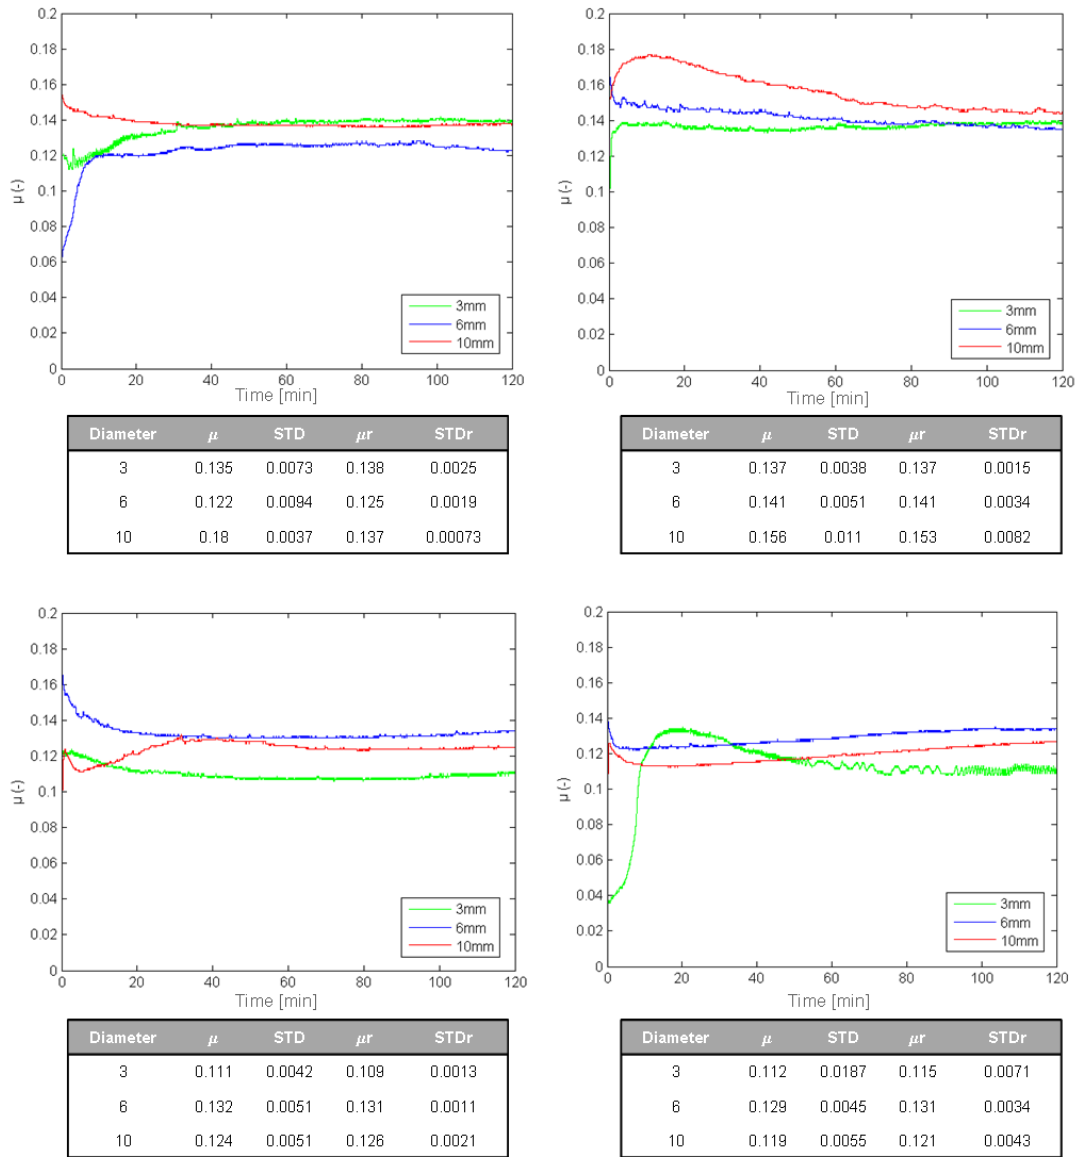 0.2
0.18
0.16
0.14
0.12
0.1
0.08
0.06
0.04
0.02
0
μ (-)
3mm
6mm
10mm
0 20 40 60 80 100 120
Time [min]
Diameter μ STD μr STDr
3 0.135 0.0073 0.138 0.0025
6 0.122 0.0094 0.125 0.0019
10 0.18 0.0037 0.137 0.00073
0.2
0.18
0.16
0.14
0.12
0.1
0.08
0.06
0.04
0.02
0
μ (-)
3mm
6mm
10mm
0 20 40 60 80 100 120
Time [min]
Diameter μ STD μr STDr
3 0.137 0.0038 0.137 0.0015
6 0.141 0.0051 0.141 0.0034
10 0.156 0.011 0.153 0.0082
0.2
0.18
0.16
0.14
0.12
0.1
0.08
0.06
0.04
0.02
0
μ (-)
3mm
6mm
10mm
0 20 40 60 80 100 120
Time [min]
Diameter μ STD μr STDr
3 0.111 0.0042 0.109 0.0013
6 0.132 0.0051 0.131 0.0011
10 0.124 0.0051 0.126 0.0021
0.2
0.18
0.16
0.14
0.12
0.1
0.08
0.06
0.04
0.02
0
μ (-)
3mm
6mm
10mm
0 20 40 60 80 100 120
Time [min]
Diameter μ STD μr STDr
3 0.112 0.0187 0.115 0.0071
6 0.129 0.0045 0.131 0.0034
10 0.119 0.0055 0.121 0.0043